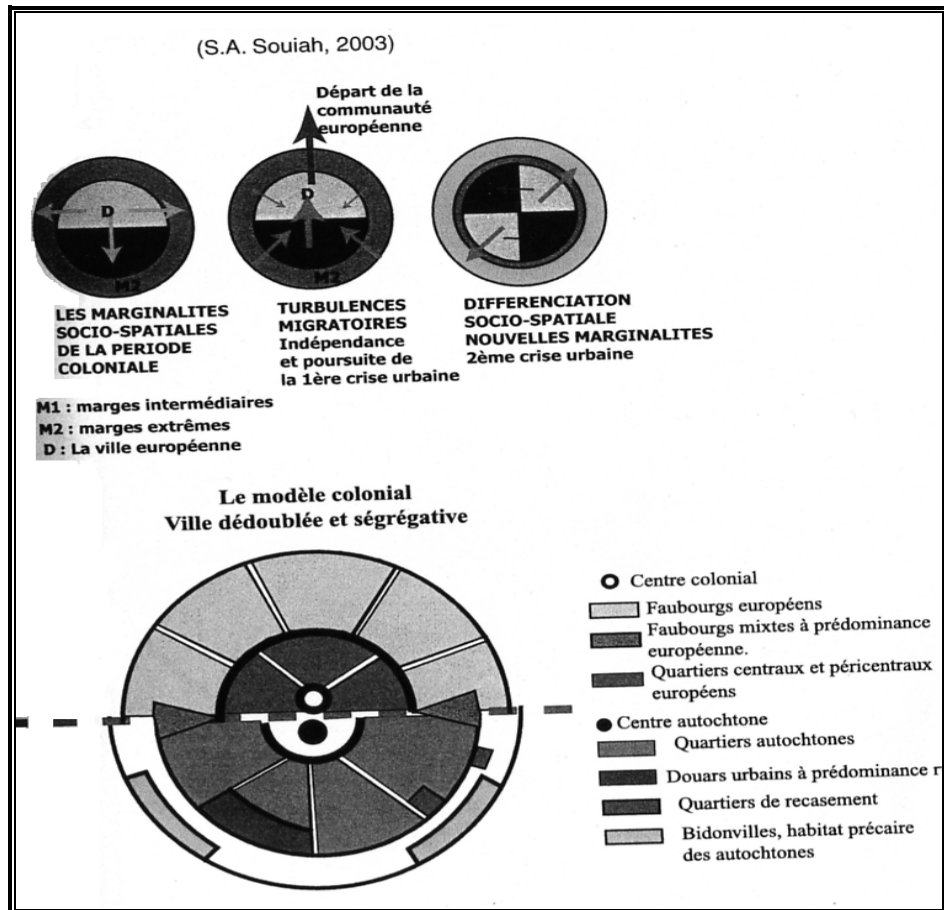 (S.A. Souiah, 2003)
Départ de la
communauté
européenne
D
M2
D
M2
LES MARGINALITES
SOCIO-SPATIALES
DE LA PERIODE
COLONIALE
TURBULENCES
MIGRATOIRES
Indépendance
et poursuite de
la 1ère crise urbaine
DIFFERENCIATION
SOCIO-SPATIALE
NOUVELLES MARGINALITES
2ème crise urbaine
M1 : marges intermédiaires
M2 : marges extrêmes
D : La ville européenne
Le modèle colonial
Ville dédoublée et ségrégative
Centre colonial
Faubourgs européens
Faubourgs mixtes à prédominance
européenne.
Quartiers centraux et péricentraux
européens
Centre autochtone
Quartiers autochtones
Douars urbains à prédominance r
Quartiers de recasement
Bidonvilles, habitat précaire
des autochtones